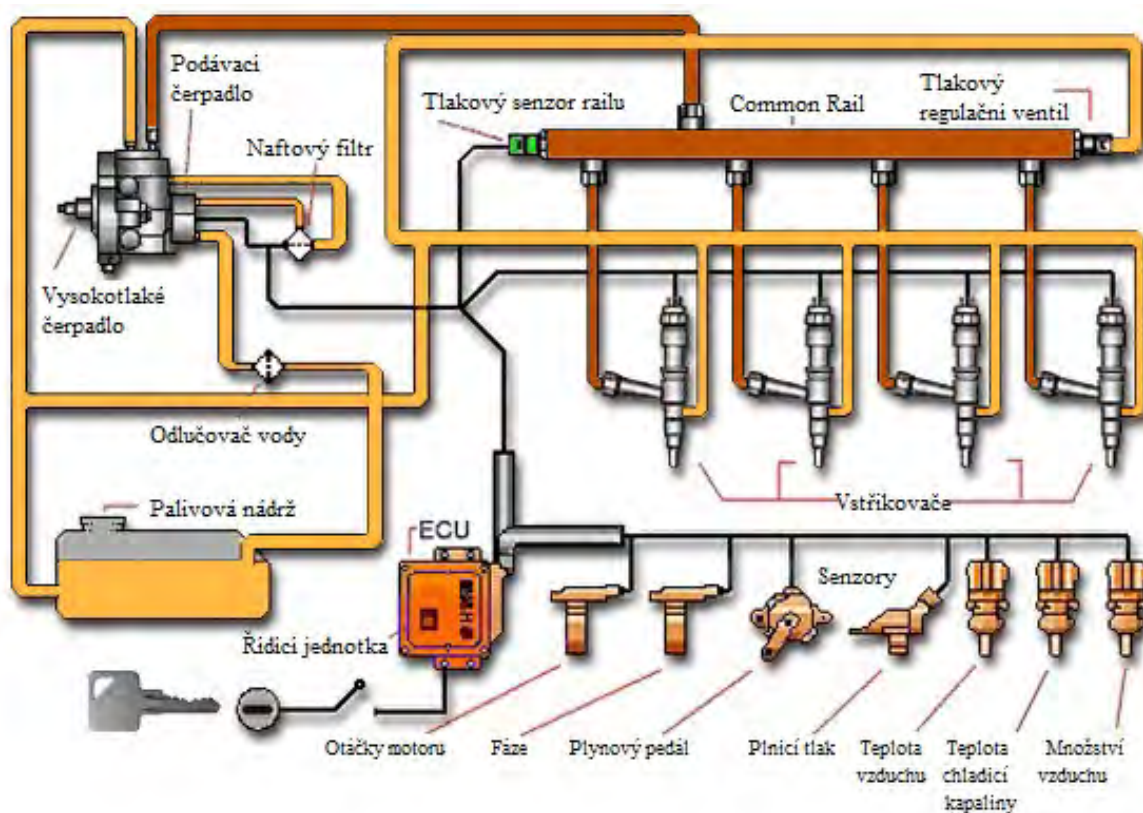 Podávací
čerpadlo
Naftový filtr
Tlakový senzor railu
Common Rail
Tlakový
regulační ventil
Vysokotlaké
čerpadlo
Odlučovač vody
Palivová nádrž
Vstřikovače
ECU
Senzory
Řídicí jednotka
Otáčky motoru
Fáze
Plynový pedál
Plnicí tlak
Teplota
vzduchu
Teplota
chladicí
kapaliny
Množství
vzduchu